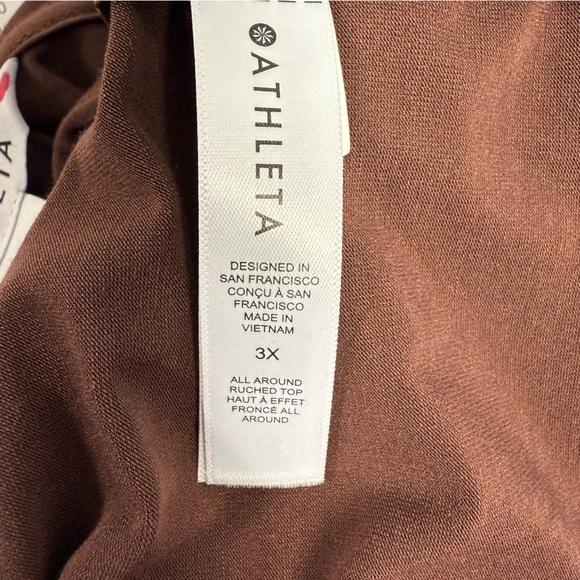 ATHLETA
DESIGNED IN
SAN FRANCISCO
CONÇU À SAN
FRANCISCO
MADE IN
VIETNAM
3X
ALL AROUND
RUCHED TOP
HAUT À EFFET
FRONCÉ ALL
AROUND